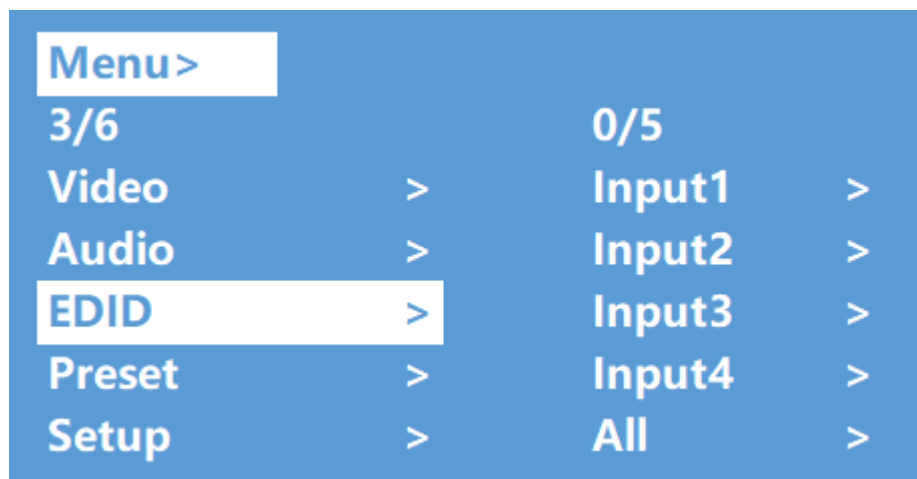 Menu>
3/6 0/5
Video > Input1 >
Audio > Input2 >
EDID > Input3 >
Preset > Input4 >
Setup > All >